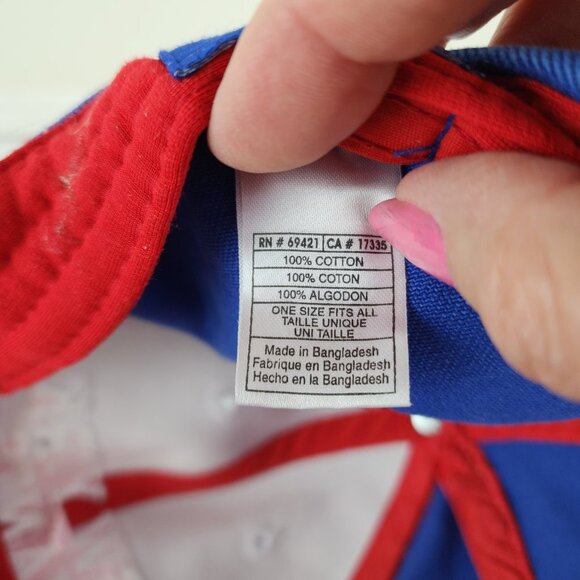 RN # 69421 CA # 17335
100% COTTON
100% COTON
100% ALGODON
ONE SIZE FITS ALL
TAILLE UNIQUE
UNI TAILLE
Made in Bangladesh
Fabrique en Bangladesh
Hecho en la Bangladesh